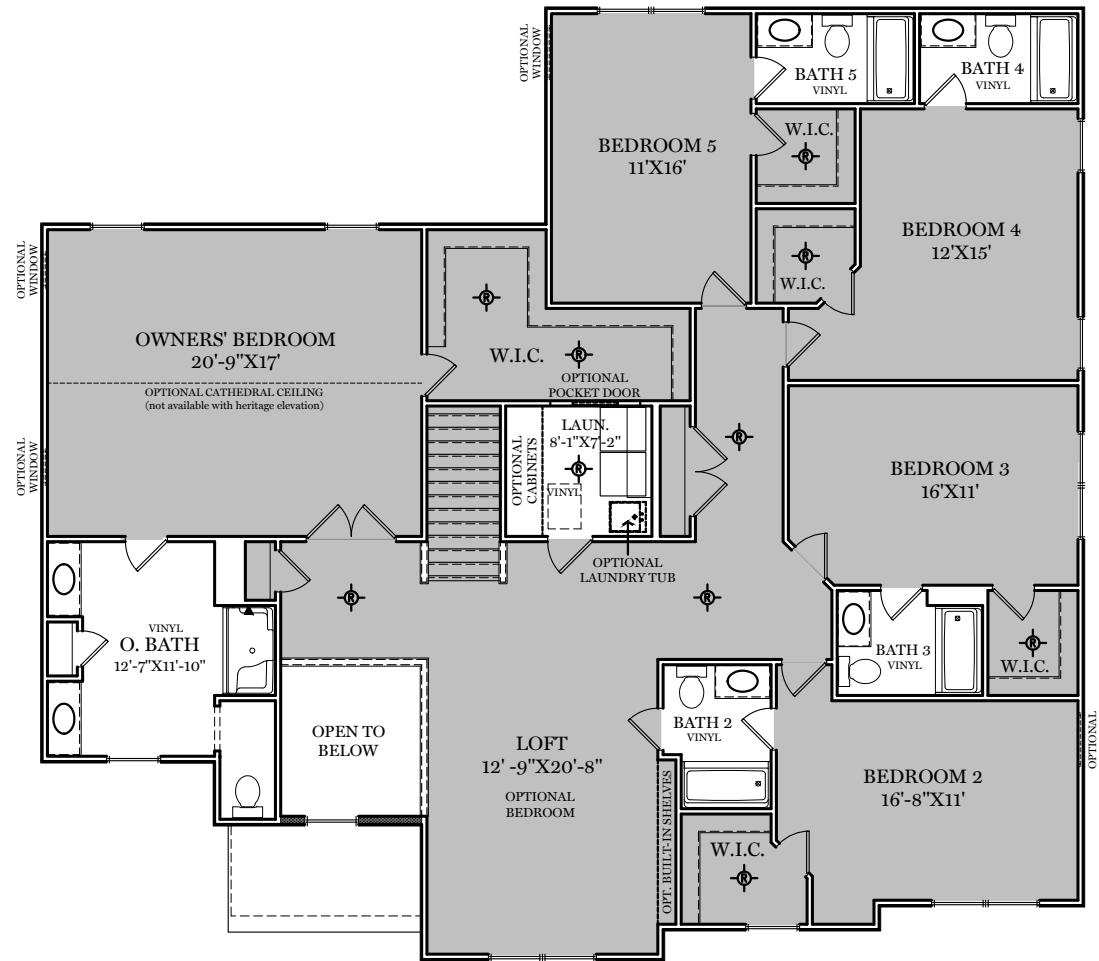 OPTIONAL
WINDOW
BATH 5
VINYL
BATH 4
VINYL
W.I.C.
R
BEDROOM 5
11'X16'
BEDROOM 4
12'X15'
R
W.I.C.
OPTIONAL
WINDOW
R
OWNERS' BEDROOM
20'-9"X17'
W.I.C.
R
OPTIONAL
POCKET DOOR
OPTIONAL CATHEDRAL CEILING
(not available with heritage elevation)
OPTIONAL
WINDOW
LAUN.
8'-1"X7'-2"
R
VINYL
OPTIONAL
CABINETS
R
BEDROOM 3
16'X11'
OPTIONAL
LAUNDRY TUB
R
R
VINYL
O. BATH
12'-7"X11'-10"
BATH 3
VINYL
R
W.I.C.
OPEN TO
BELOW
LOFT
12' -9"X20'-8"
OPTIONAL
BEDROOM
BATH 2
VINYL
OPTIONAL
BEDROOM 2
16'-8"X11'
OPT. BUILT-IN SHELVES
W.I.C.
R